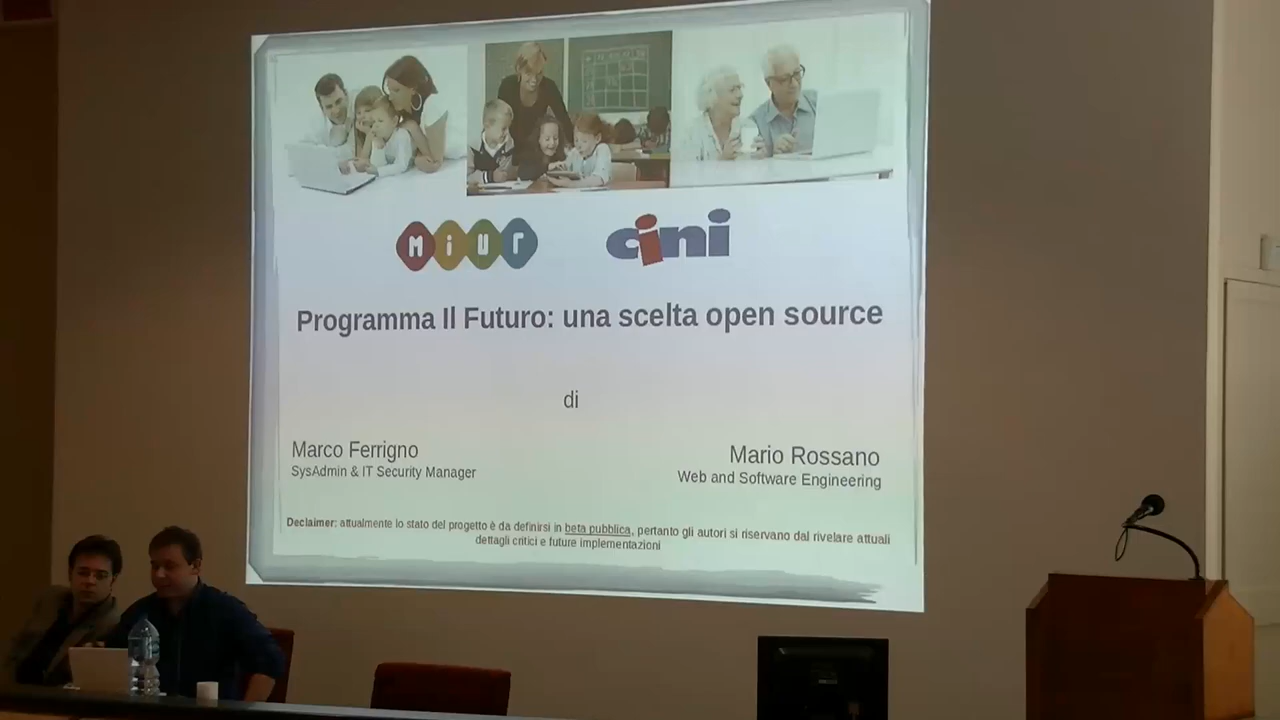 MiUr
cini
Programma Il Futuro: una scelta open source
di
Marco Ferrigno
SysAdmin & IT Security Manager
Mario Rossano
Web and Software Engineering
Declaimer: attualmente lo stato del progetto è da definirsi in beta pubblica, pertanto gli autori si riservano dal rivelare attuali
dettagli critici e future implementazioni